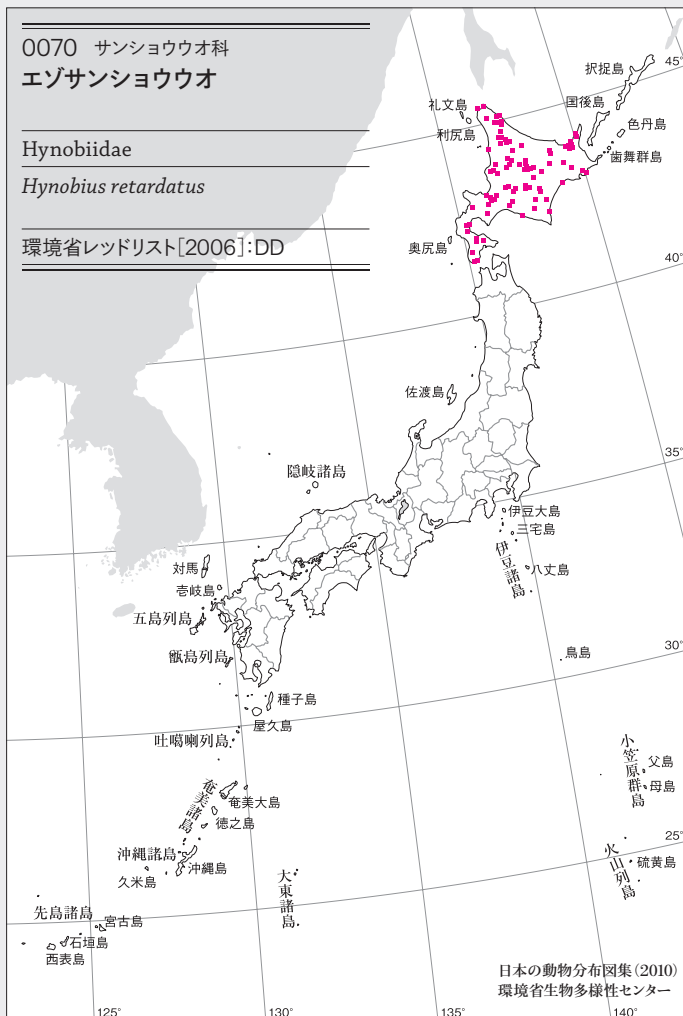 0070 サンショウウオ科
エゾサンショウウオ
Hynobiidae
Hynobius retardatus
環境省レッドリスト[2006]:DD
45°
択捉島
国後島
礼文島
色丹島
利尻島
歯舞群島
奥尻島
40°
佐渡島
35°
隠岐諸島
伊豆大島
三宅島
伊豆諸島
八丈島
対馬
壱岐島
五島列島
甑島列島
鳥島
30°
種子島
屋久島
吐噶喇列島
小笠原群島
父島
母島
奄美諸島
奄美大島
徳之島
25°
沖縄諸島
沖縄島
久米島
大東諸島
火山列島
硫黄島
先島諸島
宮古島
石垣島
西表島
日本の動物分布図集(2010)
環境省生物多様性センター
125°
130°
135°
140°